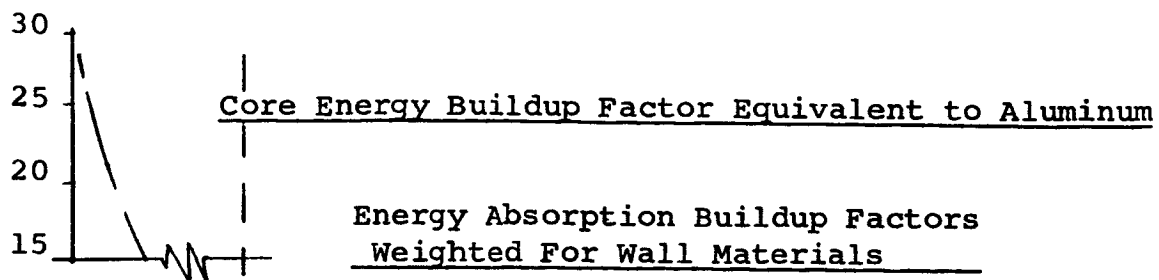 30
25
Core Energy Buildup Factor Equivalent to Aluminum
20
Energy Absorption Buildup Factors
15
Weighted For Wall Materials